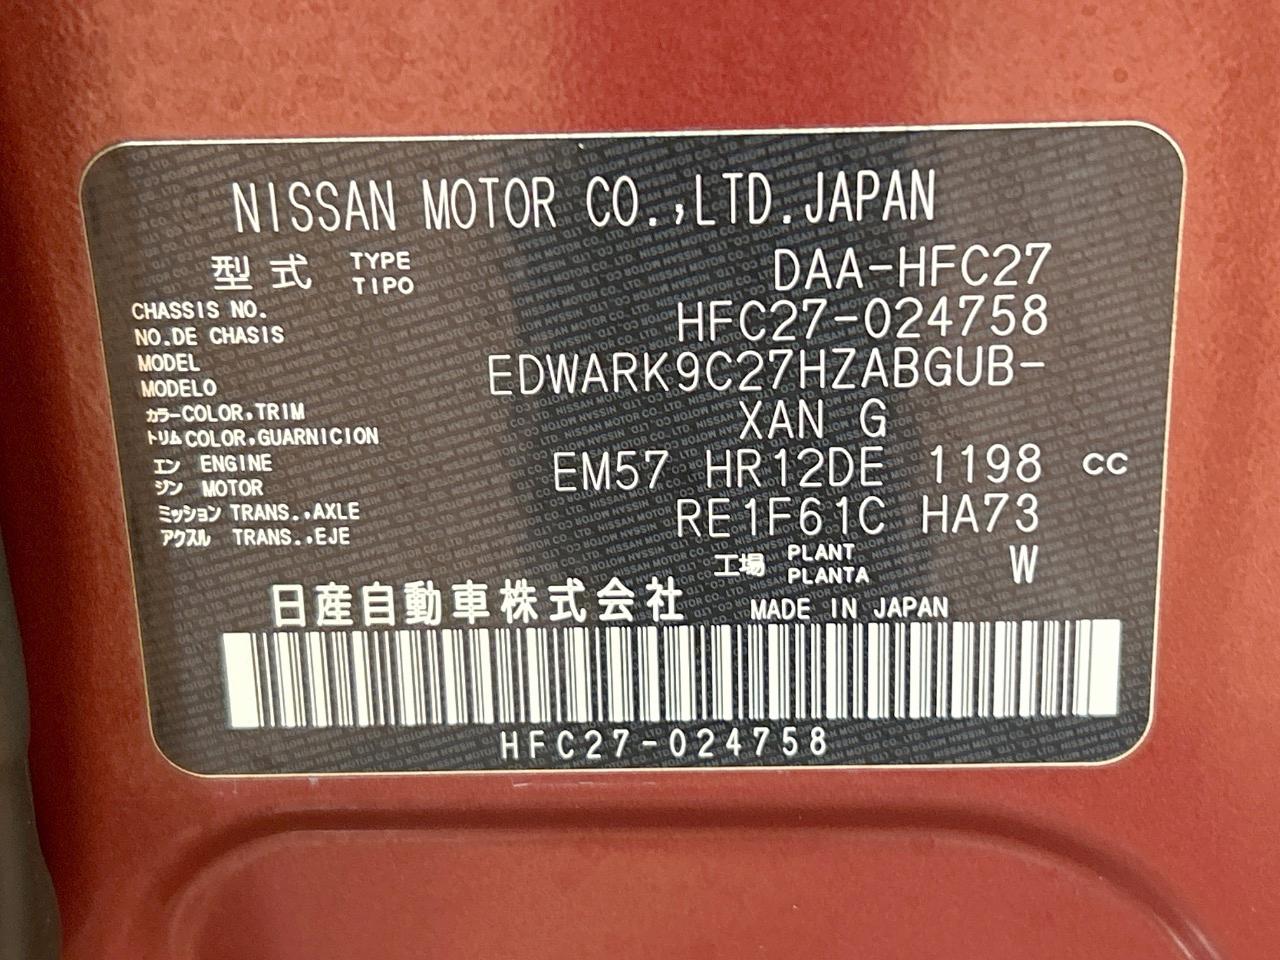 NISSAN MOTOR CO.,LTD.JAPAN
型式 TYPE TIPO DAA-HFC27
CHASSIS NO. NO.DE CHASIS HFC27-024758
MODEL MODELO EDWARK9C27HZABGUB-
カラー COLOR,TRIM トリム COLOR,GUARNICION XAN G
エンジン ENGINE MOTOR EM57 HR12DE 1198 cc
ミッション TRANS.,AXLE アクスル TRANS.,EJE RE1F61C HA73
工場 PLANT PLANTA W
日産自動車株式会社 MADE IN JAPAN
HFC27-024758